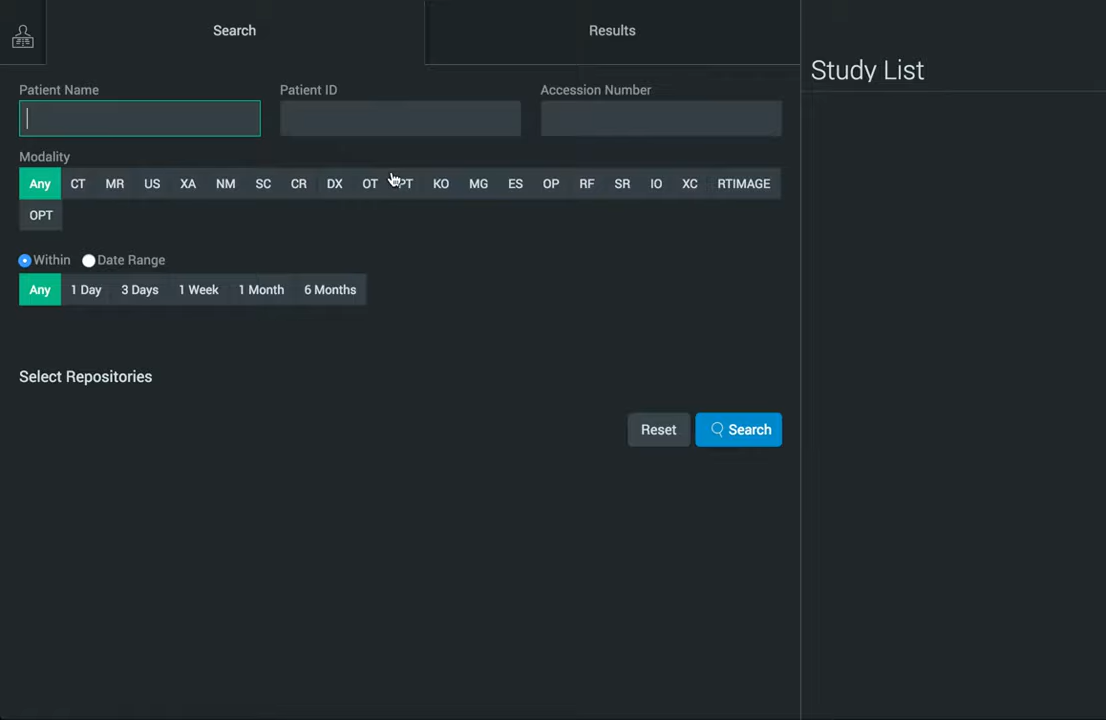 Search Results
Study List
Patient Name Patient ID Accession Number
Modality
Any CT MR US XA NM SC CR DX OT PT KO MG ES OP RF SR IO XC RTIMAGE
OPT
Within Date Range
Any 1 Day 3 Days 1 Week 1 Month 6 Months
Select Repositories
Reset Search